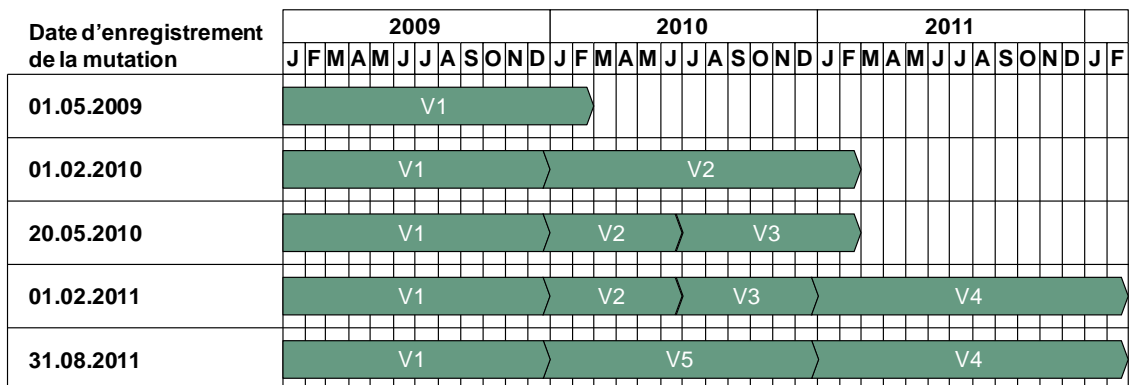 Date d'enregistrement
de la mutation
2009 2010 2011
J F M A M J J A S O N D J F M A M J J A S O N D J F M A M J J A S O N D J F
01.05.2009 V1
01.02.2010 V1 V2
20.05.2010 V1 V2 V3
01.02.2011 V1 V2 V3 V4
31.08.2011 V1 V5 V4